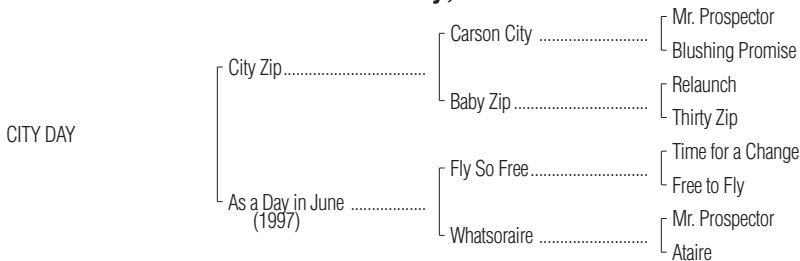 Mr. Prospector
Carson City ................................
Blushing Promise
City Zip..........................................
Relaunch
Baby Zip.......................................
Thirty Zip
CITY DAY
Time for a Change
Fly So Free...................................
Free to Fly
As a Day in June ......................
(1997)
Mr. Prospector
Whatsoraire ................................
Ataire